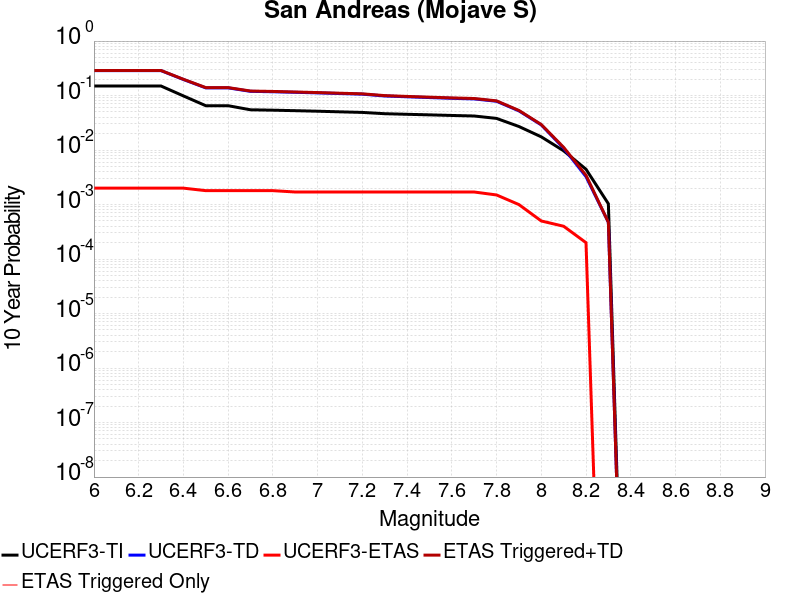 San Andreas (Mojave S)
10 0
10 -1
10 -2
10 -3
10 -4
10 -5
10 -6
10 -7
10 -8
10 Year Probability
6 6.2 6.4 6.6 6.8 7 7.2 7.4 7.6 7.8 8 8.2 8.4 8.6 8.8 9
Magnitude
UCERF3-TI UCERF3-TD UCERF3-ETAS ETAS Triggered+TD
ETAS Triggered Only